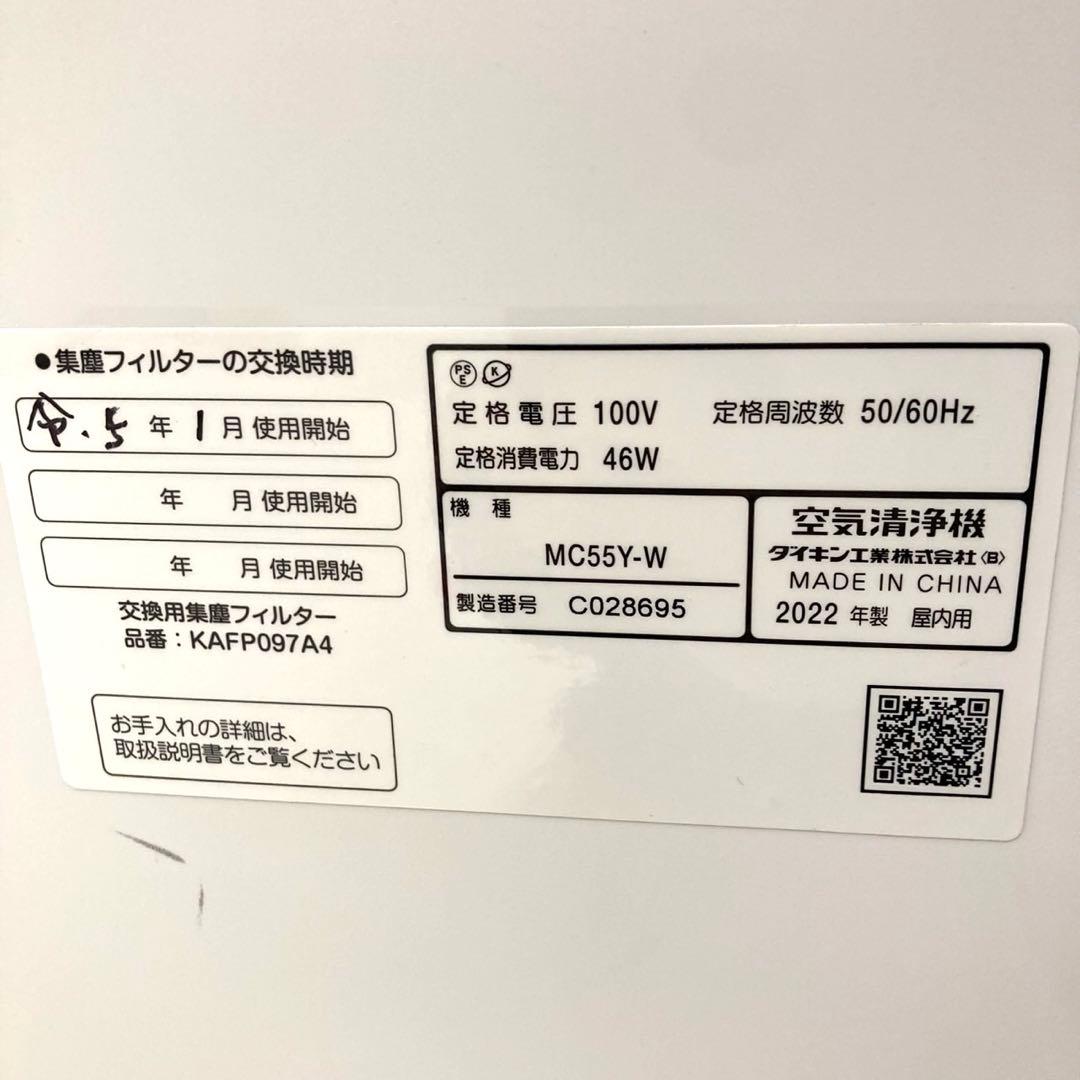 ●集塵フィルターの交換時期
令.5年1月使用開始
年 月使用開始
年 月使用開始
交換用集塵フィルター
品番：KAFP097A4
お手入れの詳細は、
取扱説明書をご覧ください
PS
E
K
定格電圧 100V 定格周波数 50/60Hz
定格消費電力 46W
機種
MC55Y-W
製造番号 C028695
空気清浄機
ダイキン工業株式会社〈B〉
MADE IN CHINA
2022年製 屋内用